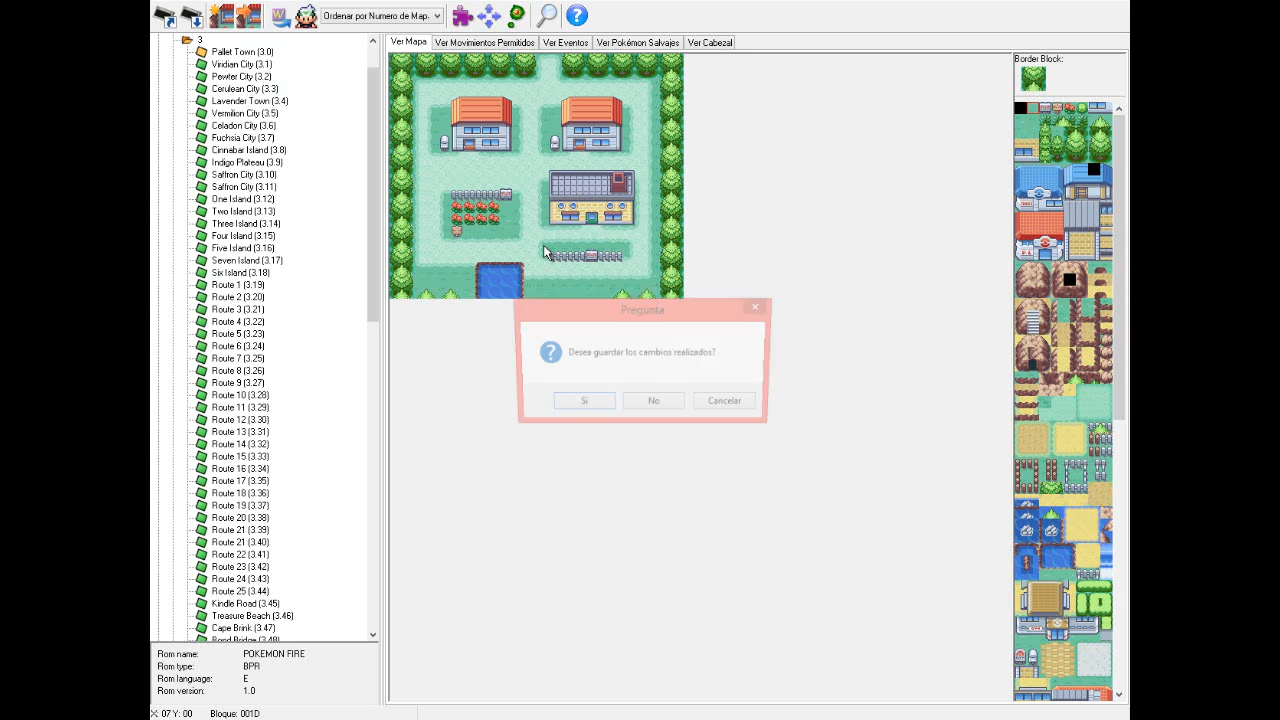 Ordenar por Numero de Mapa
Ver Mapa
Ver Movimientos Permitidos
Ver Eventos
Ver Pokémon Salvajes
Ver Cabezal
3
Pallet Town (3.0)
Viridian City (3.1)
Pewter City (3.2)
Cerulean City (3.3)
Lavender Town (3.4)
Vermilion City (3.5)
Celadon City (3.6)
Fuchsia City (3.7)
Cinnabar Island (3.8)
Indigo Plateau (3.9)
Saffron City (3.10)
Saffron City (3.11)
One Island (3.12)
Two Island (3.13)
Three Island (3.14)
Four Island (3.15)
Five Island (3.16)
Seven Island (3.17)
Six Island (3.18)
Route 1 (3.19)
Route 2 (3.20)
Route 3 (3.21)
Route 4 (3.22)
Route 5 (3.23)
Route 6 (3.24)
Route 7 (3.25)
Route 8 (3.26)
Route 9 (3.27)
Route 10 (3.28)
Route 11 (3.29)
Route 12 (3.30)
Route 13 (3.31)
Route 14 (3.32)
Route 15 (3.33)
Route 16 (3.34)
Route 17 (3.35)
Route 18 (3.36)
Route 19 (3.37)
Route 20 (3.38)
Route 21 (3.39)
Route 21 (3.40)
Route 22 (3.41)
Route 23 (3.42)
Route 24 (3.43)
Route 25 (3.44)
Kindle Road (3.45)
Treasure Beach (3.46)
Cape Brink (3.47)
Bond Bridge (3.48)
Border Block:
Pregunta
Desea guardar los cambios realizados?
Sí
No
Cancelar
Rom name: POKEMON FIRE
Rom type: BPR
Rom language: E
Rom version: 1.0
X: 07 Y: 00 Bloque: 001D